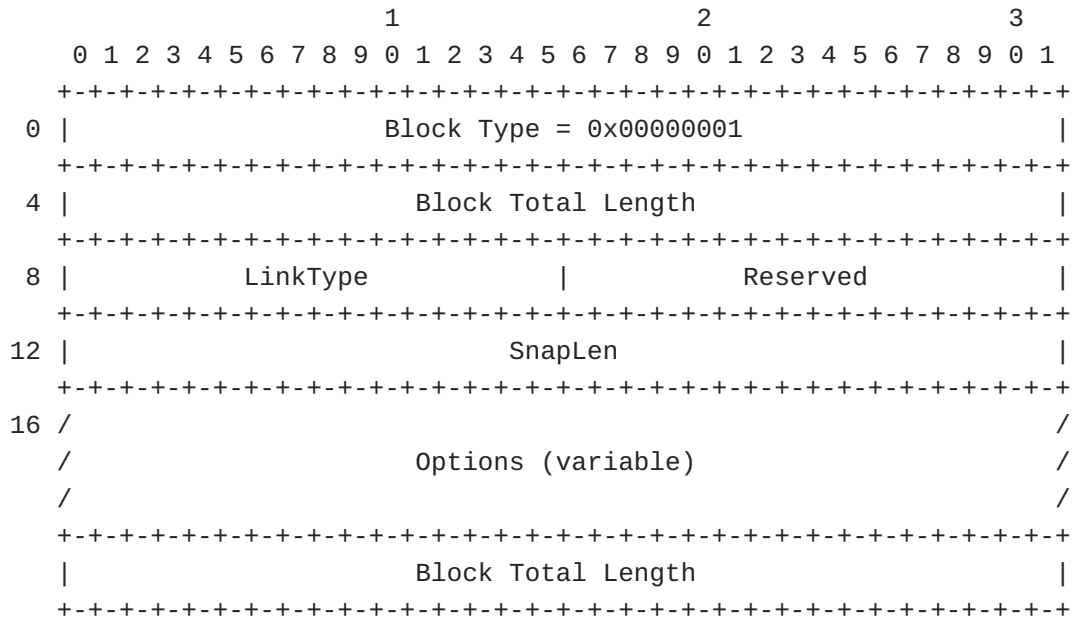 1                   2                   3
    0 1 2 3 4 5 6 7 8 9 0 1 2 3 4 5 6 7 8 9 0 1 2 3 4 5 6 7 8 9 0 1
   +-+-+-+-+-+-+-+-+-+-+-+-+-+-+-+-+-+-+-+-+-+-+-+-+-+-+-+-+-+-+-+-+
 0 |                    Block Type = 0x00000001                    |
   +-+-+-+-+-+-+-+-+-+-+-+-+-+-+-+-+-+-+-+-+-+-+-+-+-+-+-+-+-+-+-+-+
 4 |                      Block Total Length                       |
   +-+-+-+-+-+-+-+-+-+-+-+-+-+-+-+-+-+-+-+-+-+-+-+-+-+-+-+-+-+-+-+-+
 8 |           LinkType            |           Reserved            |
   +-+-+-+-+-+-+-+-+-+-+-+-+-+-+-+-+-+-+-+-+-+-+-+-+-+-+-+-+-+-+-+-+
12 |                            SnapLen                            |
   +-+-+-+-+-+-+-+-+-+-+-+-+-+-+-+-+-+-+-+-+-+-+-+-+-+-+-+-+-+-+-+-+
16 /                                                               /
   /                      Options (variable)                       /
   /                                                               /
   +-+-+-+-+-+-+-+-+-+-+-+-+-+-+-+-+-+-+-+-+-+-+-+-+-+-+-+-+-+-+-+-+
   |                      Block Total Length                       |
   +-+-+-+-+-+-+-+-+-+-+-+-+-+-+-+-+-+-+-+-+-+-+-+-+-+-+-+-+-+-+-+-+